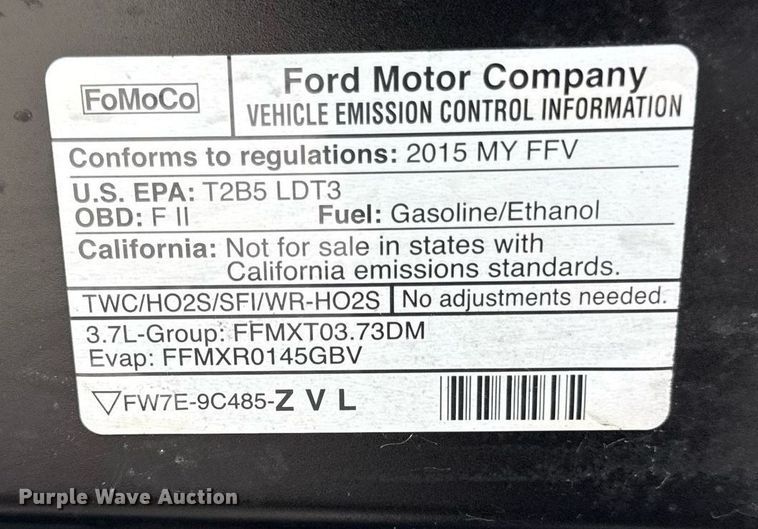 FoMoCo
Ford Motor Company
VEHICLE EMISSION CONTROL INFORMATION
Conforms to regulations: 2015 MY FFV
U.S. EPA: T2B5 LDT3
OBD: F II Fuel: Gasoline/Ethanol
California: Not for sale in states with
California emissions standards.
TWC/HO2S/SFI/WR-HO2S No adjustments needed.
3.7L-Group: FFMXT03.73DM
Evap: FFMXR0145GBV
FW7E-9C485-Z V L
Purple Wave Auction